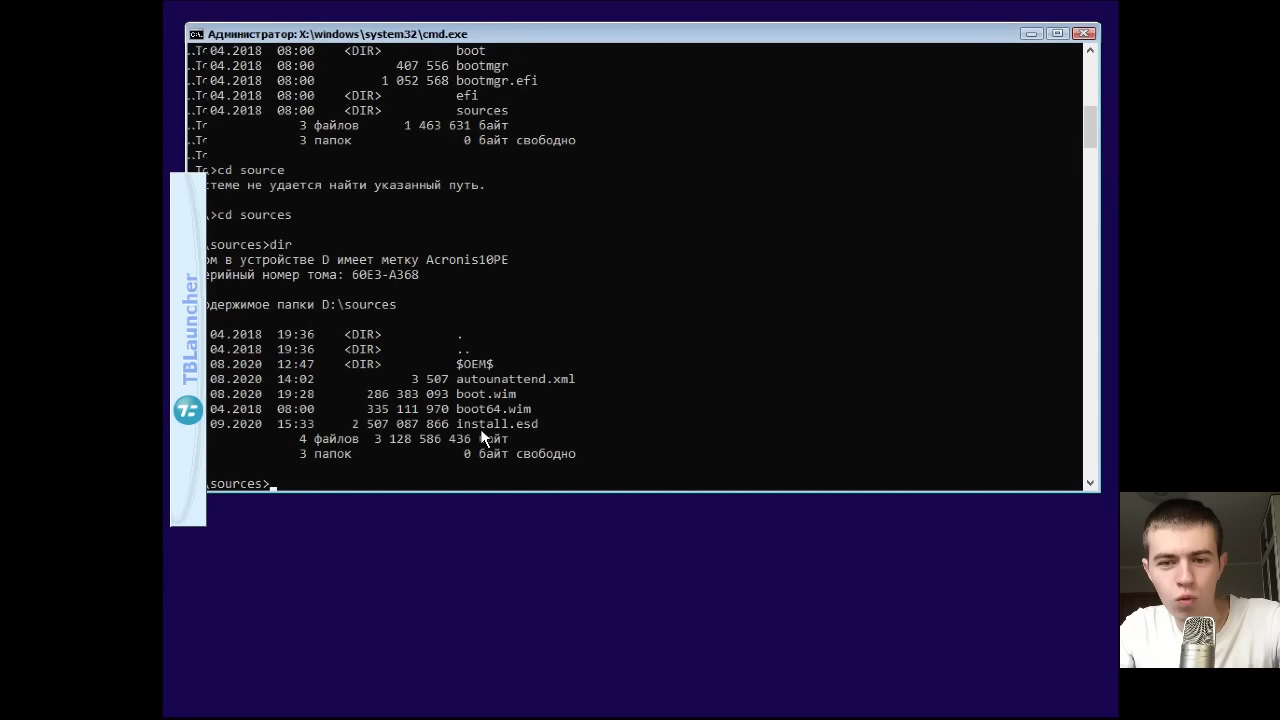 Администратор: X:\windows\system32\cmd.exe
04.2018 08:00 <DIR> boot
04.2018 08:00 407 556 bootmgr
04.2018 08:00 1 052 568 bootmgr.efi
04.2018 08:00 <DIR> efi
04.2018 08:00 <DIR> sources
3 файлов 1 463 631 байт
3 папок 0 байт свободно
\>cd source
стеме не удается найти указанный путь.
\>cd sources
\sources>dir
ом в устройстве D имеет метку Acronis10PE
ерийный номер тома: 60E3-A368
одержимое папки D:\sources
04.2018 19:36 <DIR> .
04.2018 19:36 <DIR> ..
08.2020 12:47 <DIR> $OEM$
08.2020 14:02 3 507 autounattend.xml
08.2020 19:28 286 383 093 boot.wim
04.2018 08:00 335 111 970 boot64.wim
09.2020 15:33 2 507 087 866 install.esd
4 файлов 3 128 586 436 байт
3 папок 0 байт свободно
\sources>
TBLauncher